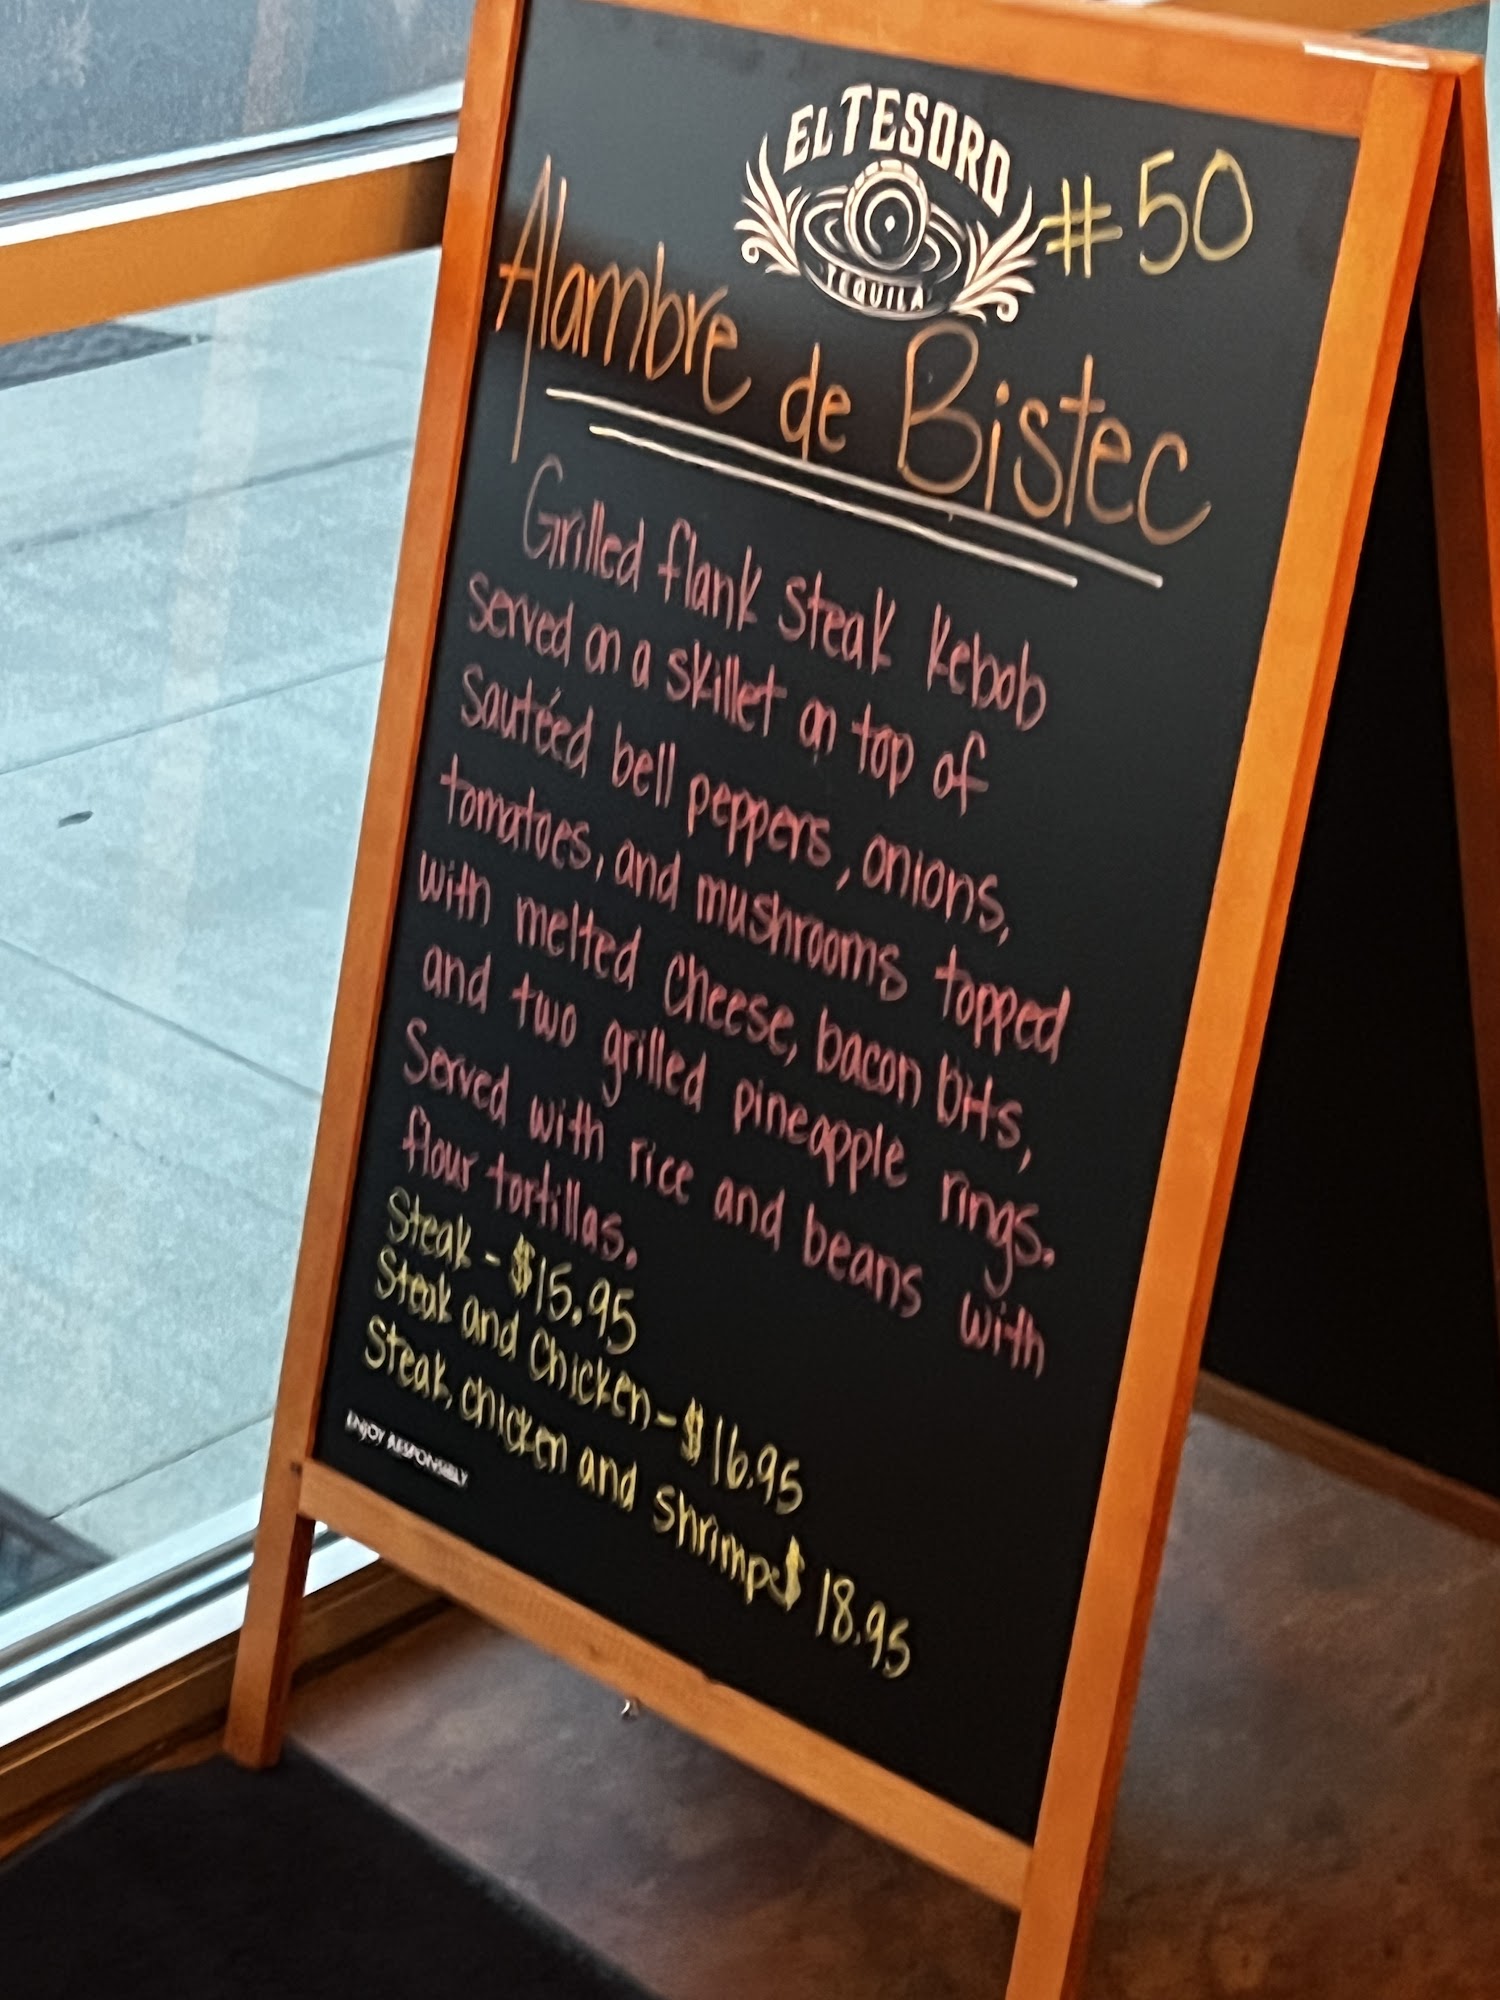 EL TESORO
TEQUILA
#50
Alambre de Bistec
Grilled flank steak kebob
served on a skillet on top of
sautéed bell peppers, onions,
tomatoes, and mushrooms topped
with melted cheese, bacon bits,
and two grilled pineapple rings.
Served with rice and beans with
flour tortillas.
Steak - $15.95
Steak and Chicken - $16.95
Steak, chicken and shrimp $18.95
ENJOY RESPONSIBLY